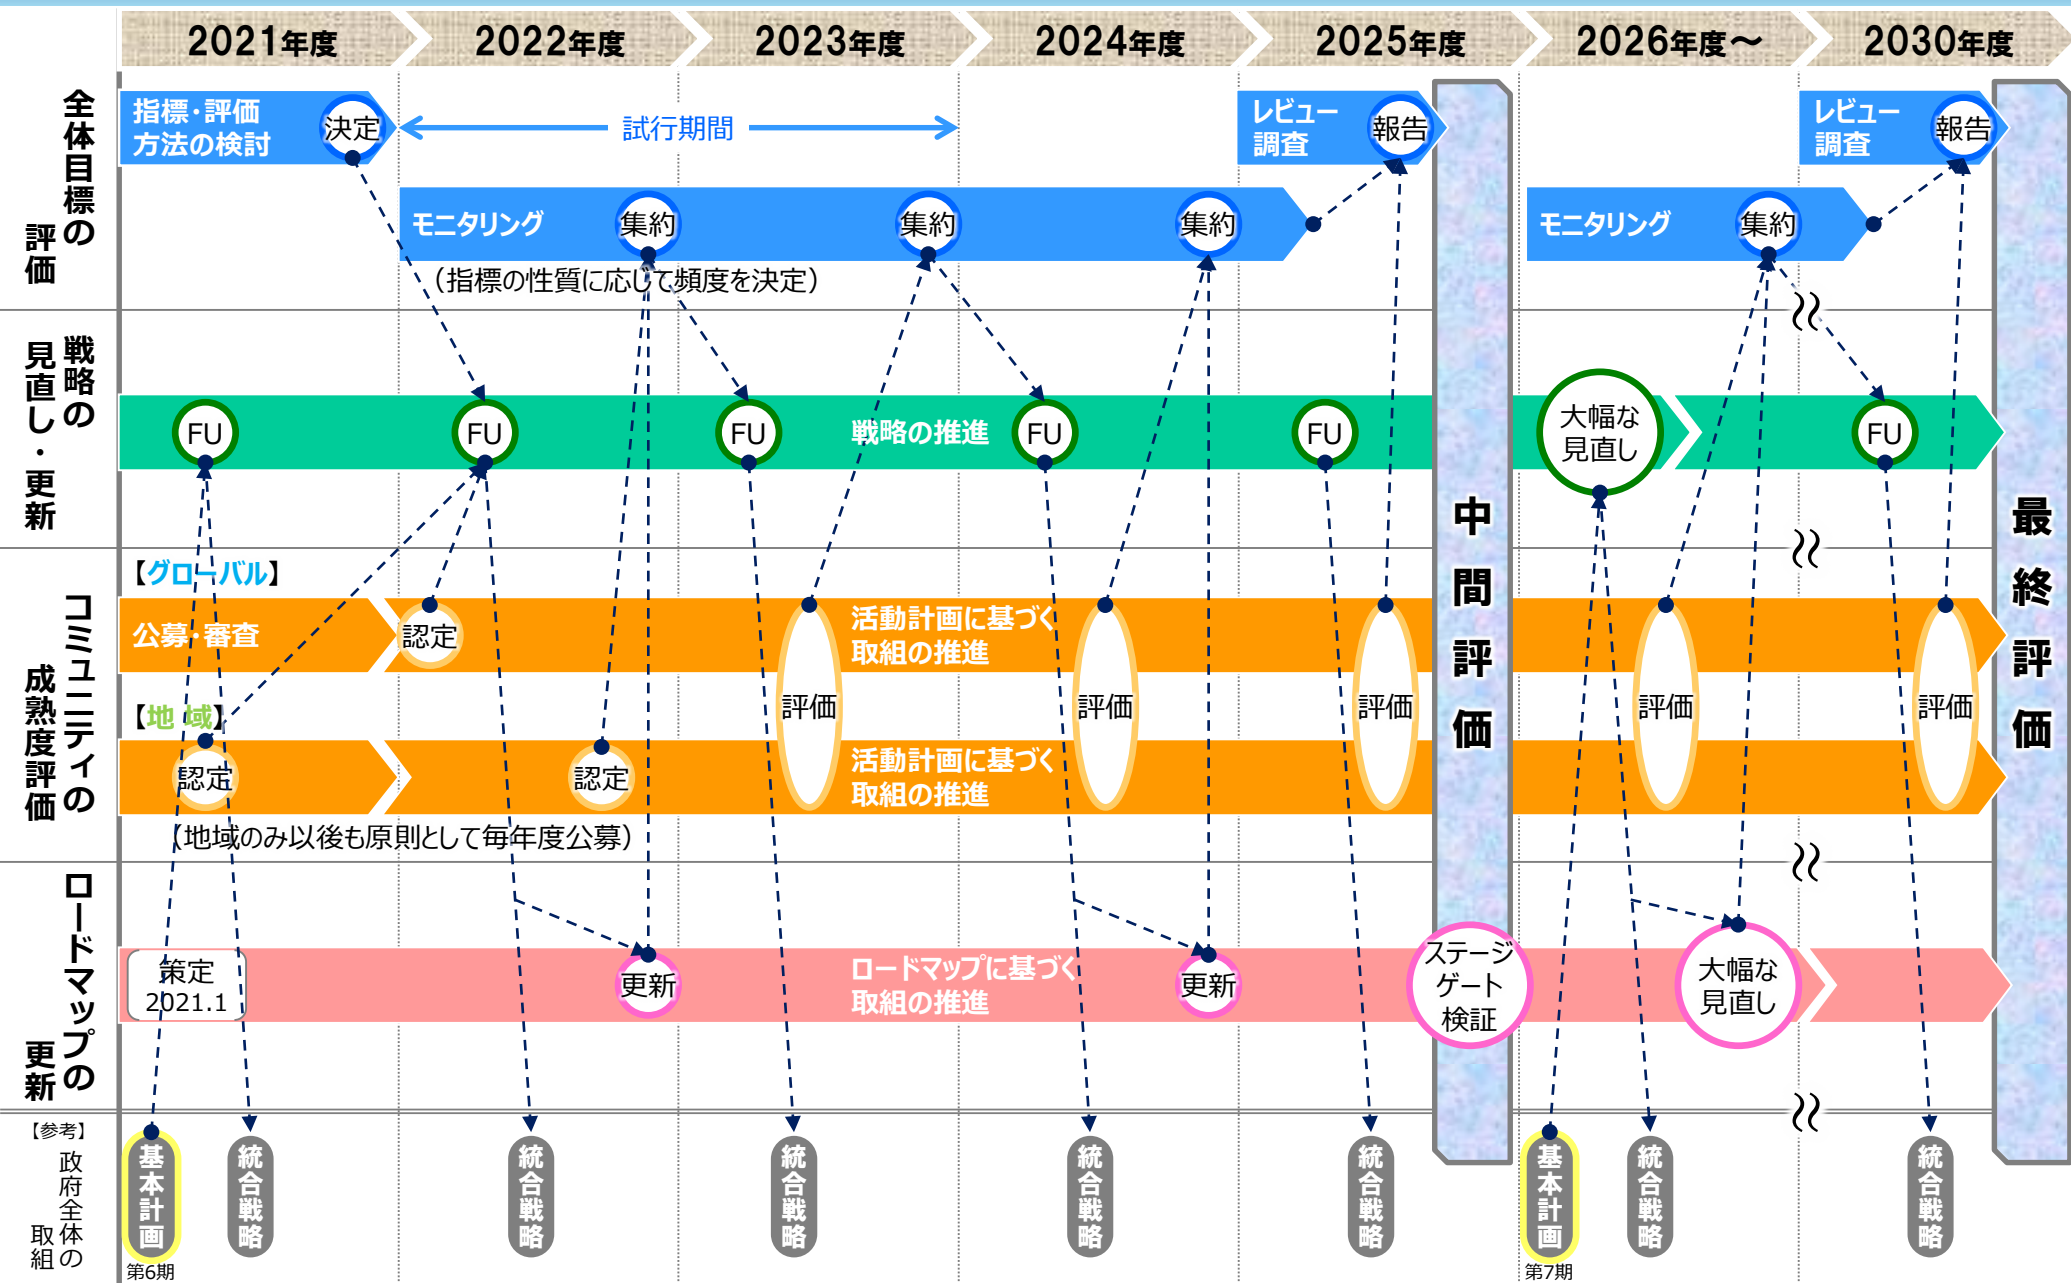 2021年度
2022年度
2023年度
2024年度
2025年度
2026年度～
2030年度
全体目標の
評価
指標・評価
方法の検討
決定
試行期間
レビュー
調査
報告
レビュー
調査
報告
モニタリング
集約
集約
集約
モニタリング
集約
（指標の性質に応じて頻度を決定）
戦略の
見直し・更新
FU
FU
FU
戦略の推進
FU
FU
大幅な
見直し
FU
コミュニティの
成熟度評価
【グローバル】
公募・審査
認定
活動計画に基づく
取組の推進
【地 域】
認定
認定
評価
活動計画に基づく
取組の推進
評価
評価
評価
評価
（地域のみ以後も原則として毎年度公募）
中間評価
最終評価
ロードマップの
更新
策定
2021.1
更新
ロードマップに基づく
取組の推進
更新
ステージ
ゲート
検証
大幅な
見直し
【参考】
政府全体の
取組
基本計画
第6期
統合戦略
統合戦略
統合戦略
統合戦略
統合戦略
基本計画
第7期
統合戦略
統合戦略